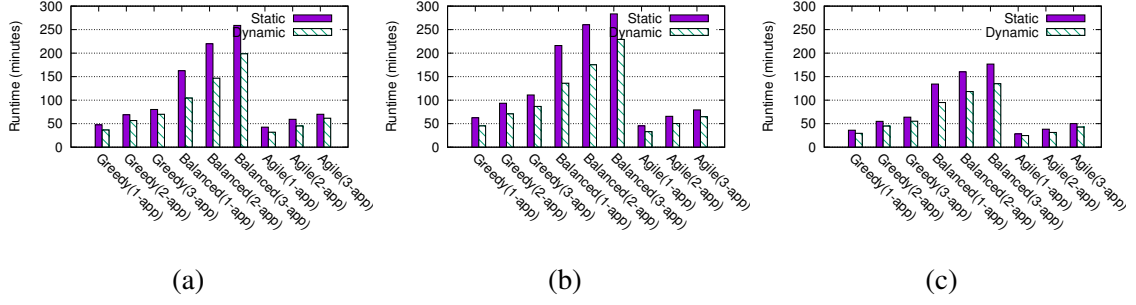 Runtime (minutes)
300
250
200
150
100
50
0
Static
Dynamic
Greedy(1-app)
Greedy(2-app)
Greedy(3-app)
Balanced(1-app)
Balanced(2-app)
Balanced(3-app)
Agile(1-app)
Agile(2-app)
Agile(3-app)
(a)
Runtime (minutes)
300
250
200
150
100
50
0
Static
Dynamic
Greedy(1-app)
Greedy(2-app)
Greedy(3-app)
Balanced(1-app)
Balanced(2-app)
Balanced(3-app)
Agile(1-app)
Agile(2-app)
Agile(3-app)
(b)
Runtime (minutes)
300
250
200
150
100
50
0
Static
Dynamic
Greedy(1-app)
Greedy(2-app)
Greedy(3-app)
Balanced(1-app)
Balanced(2-app)
Balanced(3-app)
Agile(1-app)
Agile(2-app)
Agile(3-app)
(c)